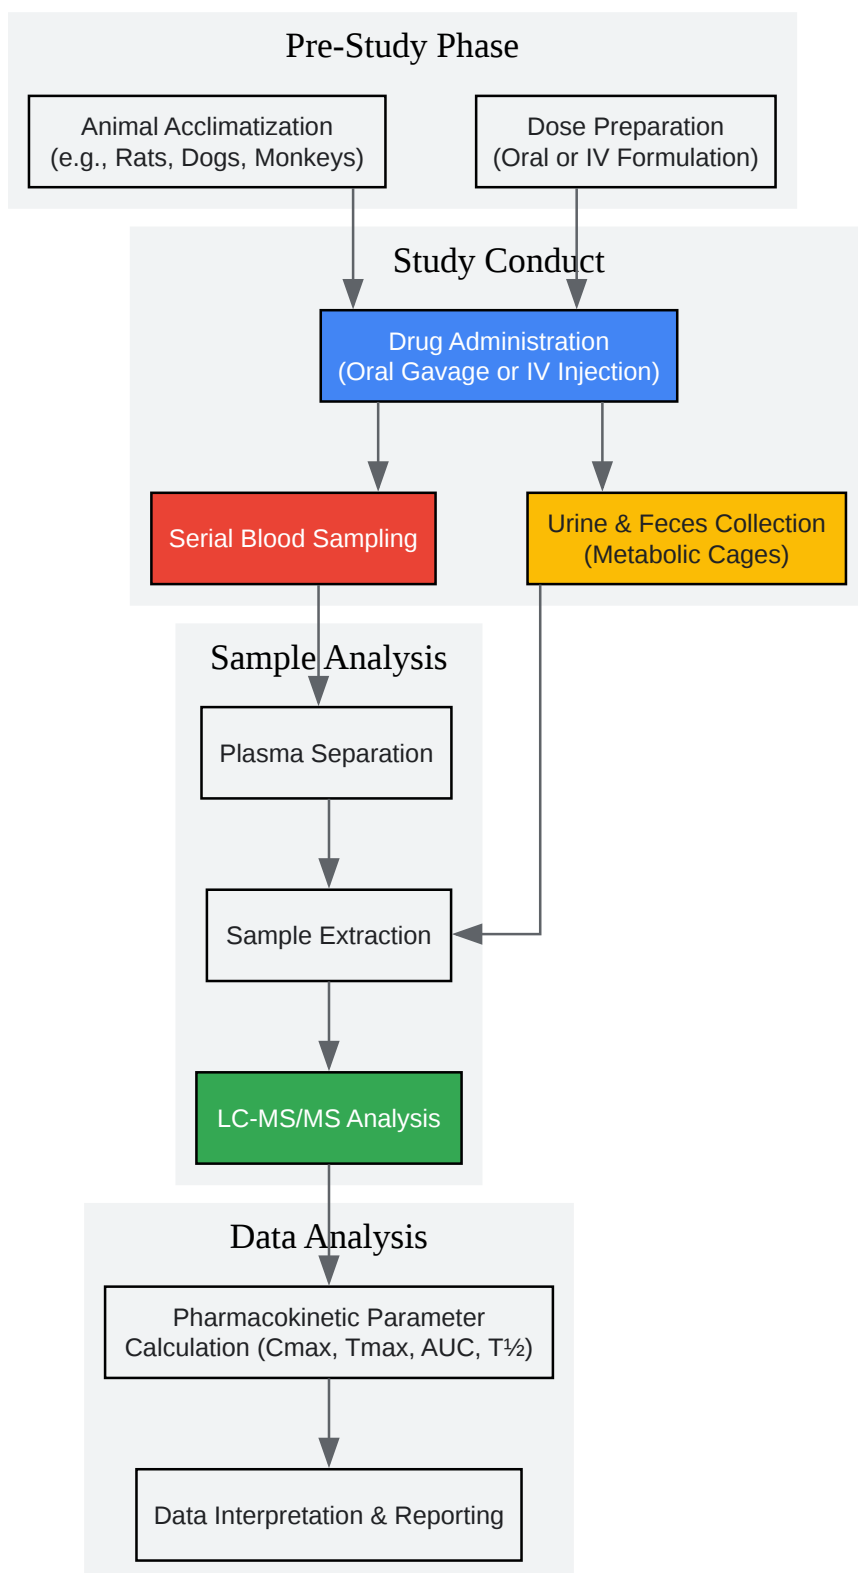 Pre-Study Phase
Animal Acclimatization
(e.g., Rats, Dogs, Monkeys)
Dose Preparation
(Oral or IV Formulation)
Study Conduct
Drug Administration
(Oral Gavage or IV Injection)
Serial Blood Sampling
Urine & Feces Collection
(Metabolic Cages)
Sample Analysis
Plasma Separation
Sample Extraction
LC-MS/MS Analysis
Data Analysis
Pharmacokinetic Parameter
Calculation (Cmax, Tmax, AUC, T½)
Data Interpretation & Reporting